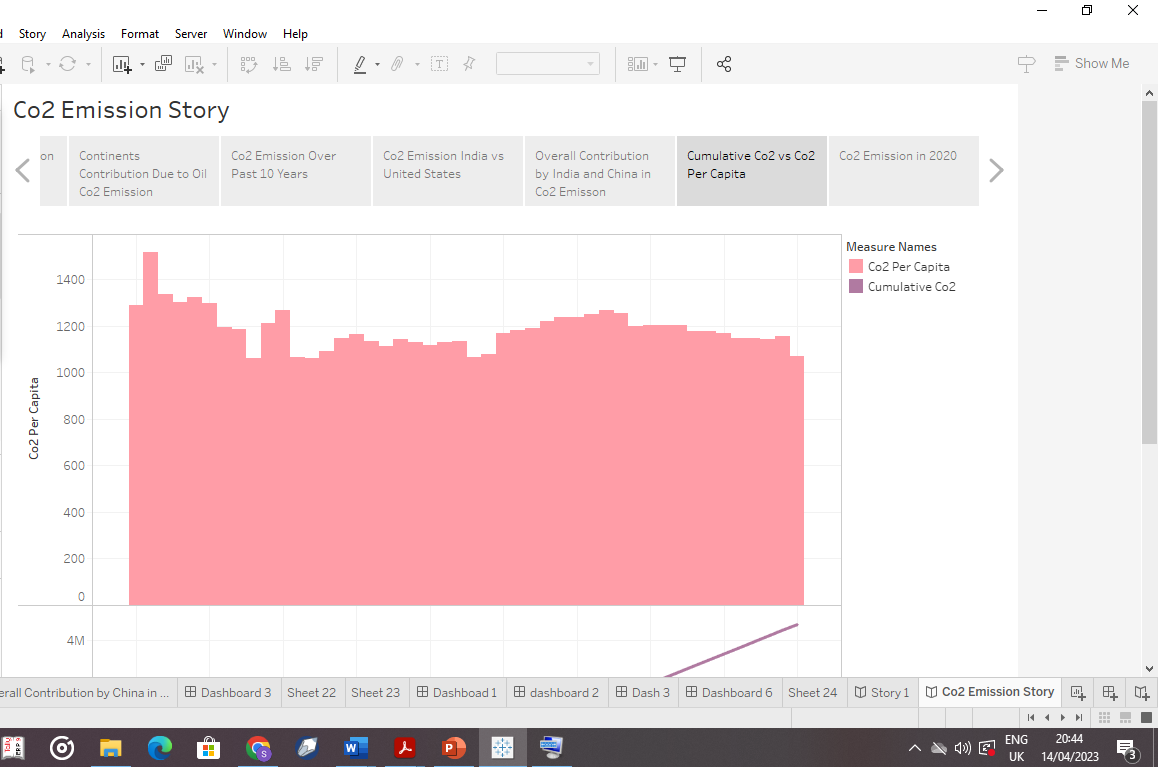 Story Analysis Format Server Window Help
Show Me
Co2 Emission Story
on
Continents
Contribution Due to Oil
Co2 Emission
Co2 Emission Over
Past 10 Years
Co2 Emission India vs
United States
Overall Contribution
by India and China in
Co2 Emisson
Cumulative Co2 vs Co2
Per Capita
Co2 Emission in 2020
Measure Names
Co2 Per Capita
Cumulative Co2
Co2 Per Capita
1400
1200
1000
800
600
400
200
0
4M
erall Contribution by China in ... Dashboard 3 Sheet 22 Sheet 23 Dashboad 1 dashboard 2 Dash 3 Dashboard 6 Sheet 24 Story 1 Co2 Emission Story
ENG
UK
20:44
14/04/2023
3